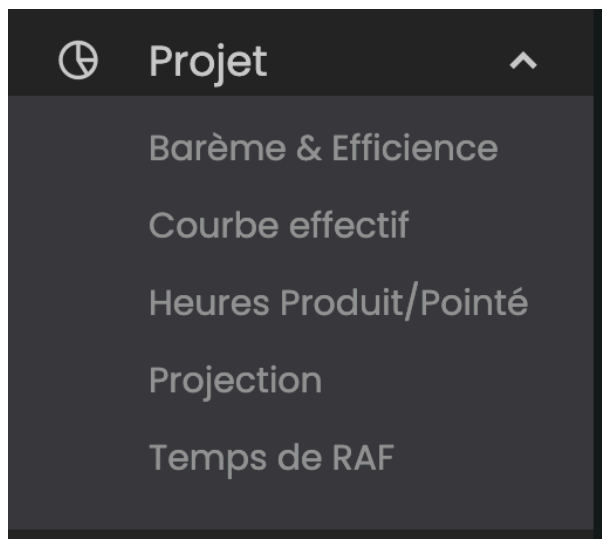 Projet
Barème & Efficience
Courbe effectif
Heures Produit/Pointé
Projection
Temps de RAF